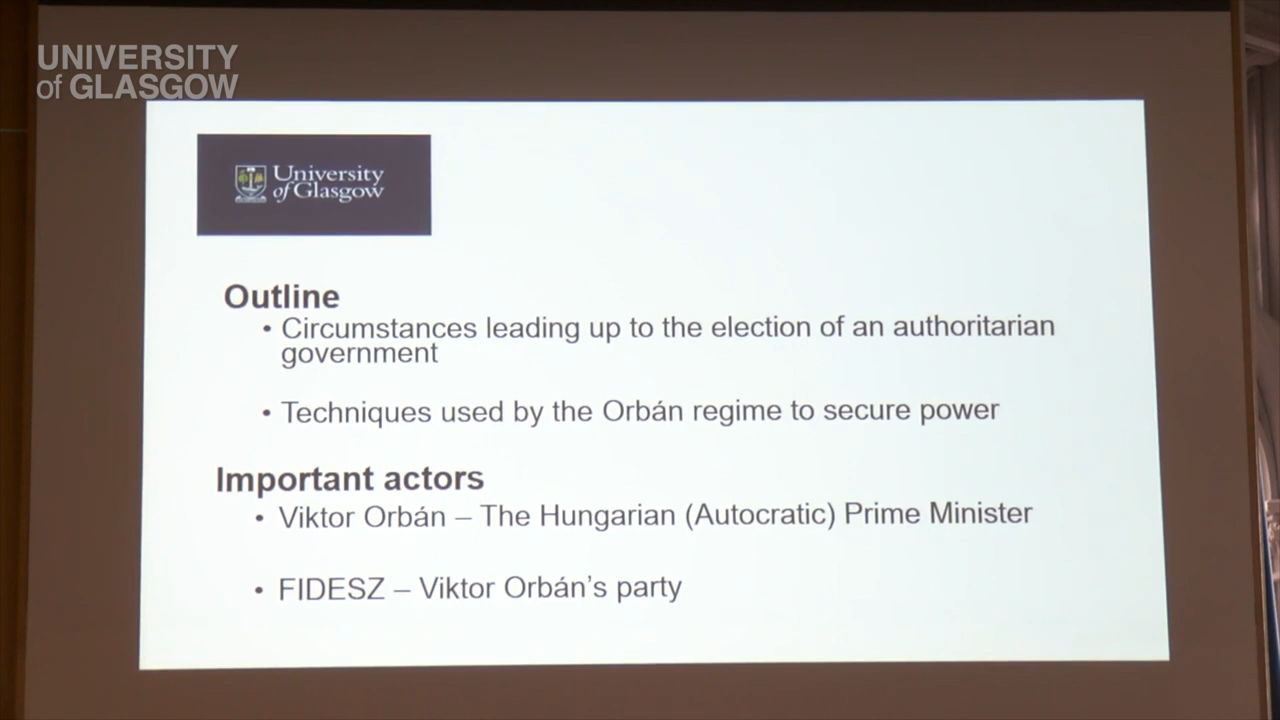 UNIVERSITY
of GLASGOW
University
of Glasgow
Outline
• Circumstances leading up to the election of an authoritarian
government
• Techniques used by the Orbán regime to secure power
Important actors
• Viktor Orbán – The Hungarian (Autocratic) Prime Minister
• FIDESZ – Viktor Orbán’s party